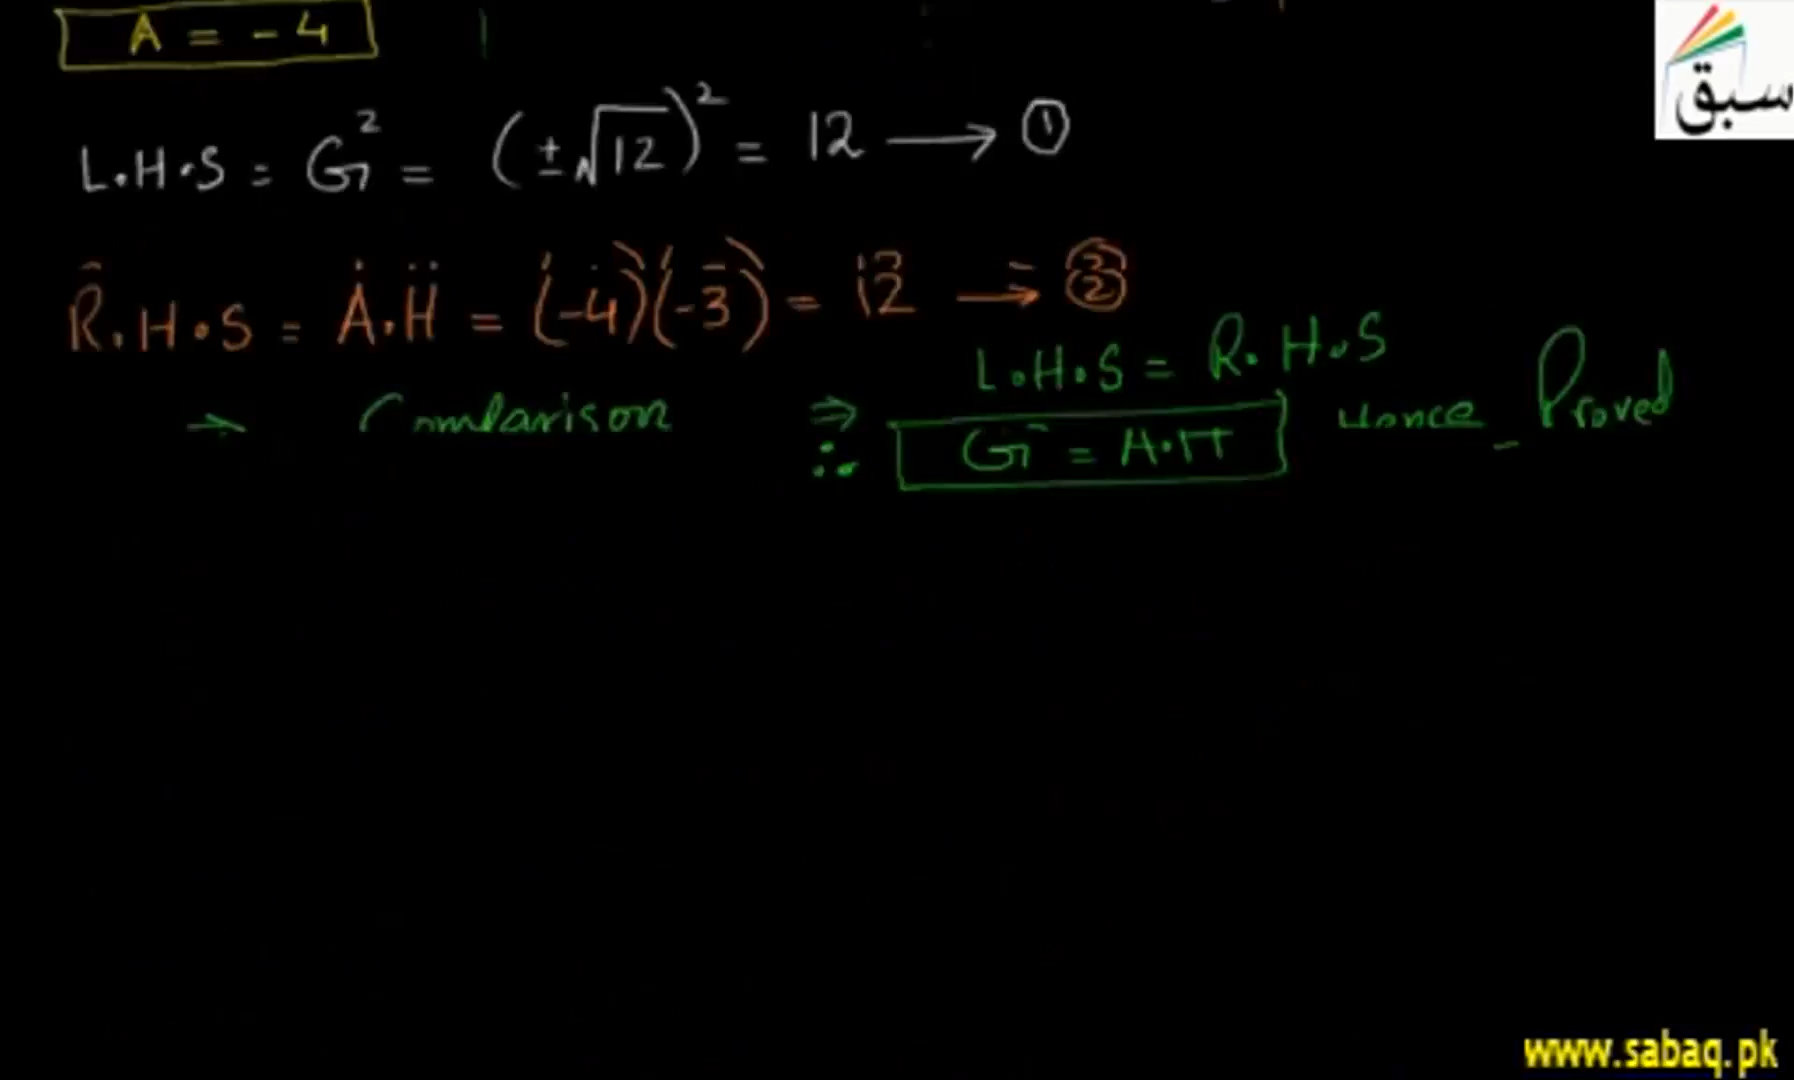 A = - 4
سبق
L.H.S = G² = (±√12)² = 12 → ①
R.H.S = A.H = (-4)(-3) = 12 → ②
L.H.S = R.H.S
→ Comparison ⇒ Hence Proved
∴ G² = A.H
www.sabaq.pk